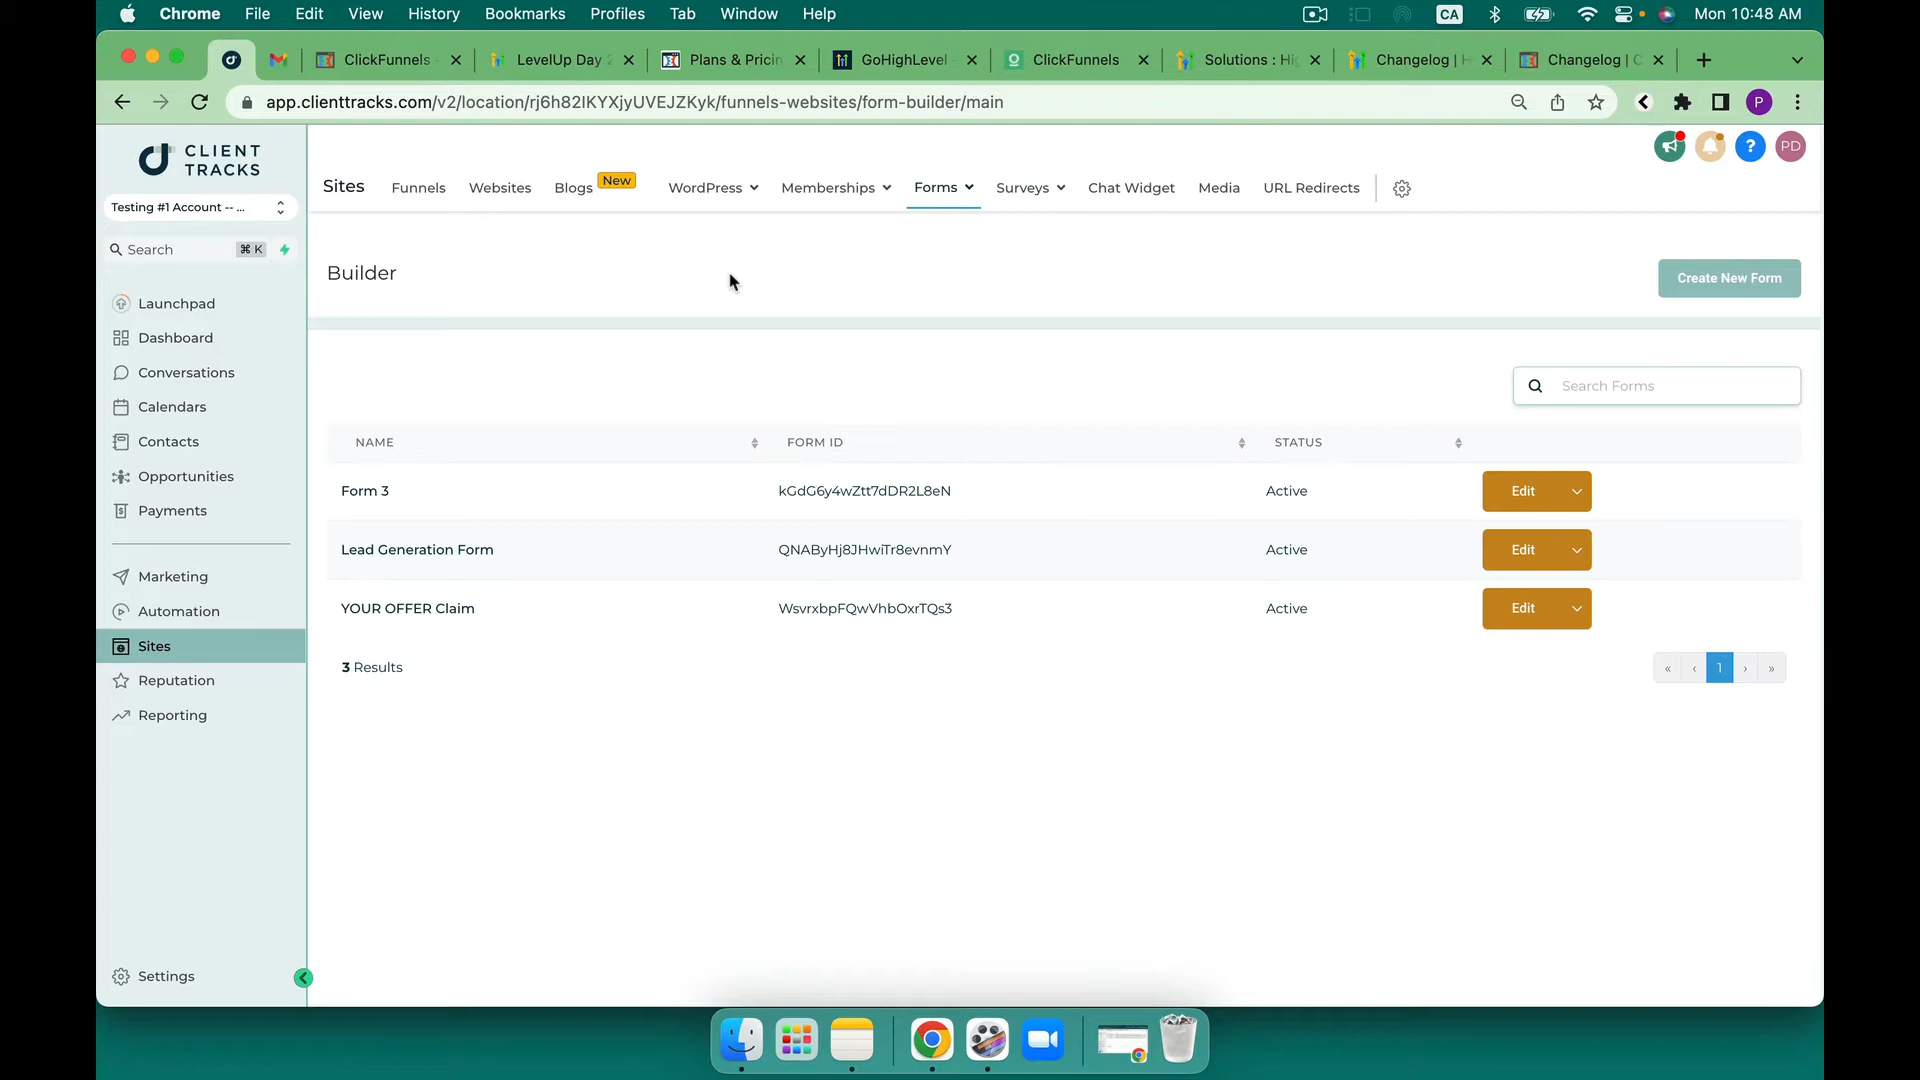 Chrome File Edit View History Bookmarks Profiles Tab Window Help CA Mon 10:48 AM
ClickFunnels - LevelUp Day 2 Plans & Pricin GoHighLevel - ClickFunnels Solutions : Hi Changelog | H Changelog | C
app.clienttracks.com/v2/location/rj6h82IKYXjyUVEJZKyk/funnels-websites/form-builder/main P
CLIENT
TRACKS
? PD
Sites Funnels Websites Blogs New WordPress Memberships Forms Surveys Chat Widget Media URL Redirects
Testing #1 Account -- ...
Search ⌘ K
Builder
Create New Form
Launchpad
Dashboard
Conversations
Calendars
Contacts
Opportunities
Payments
Marketing
Automation
Sites
Reputation
Reporting
Settings
Search Forms
NAME FORM ID STATUS
Form 3 kGdG6y4wZtt7dDR2L8eN Active Edit
Lead Generation Form QNAByHj8JHwiTr8evnmY Active Edit
YOUR OFFER Claim WsvrxbpFQwVhbOxrTQs3 Active Edit
3 Results
« ‹ 1 › »